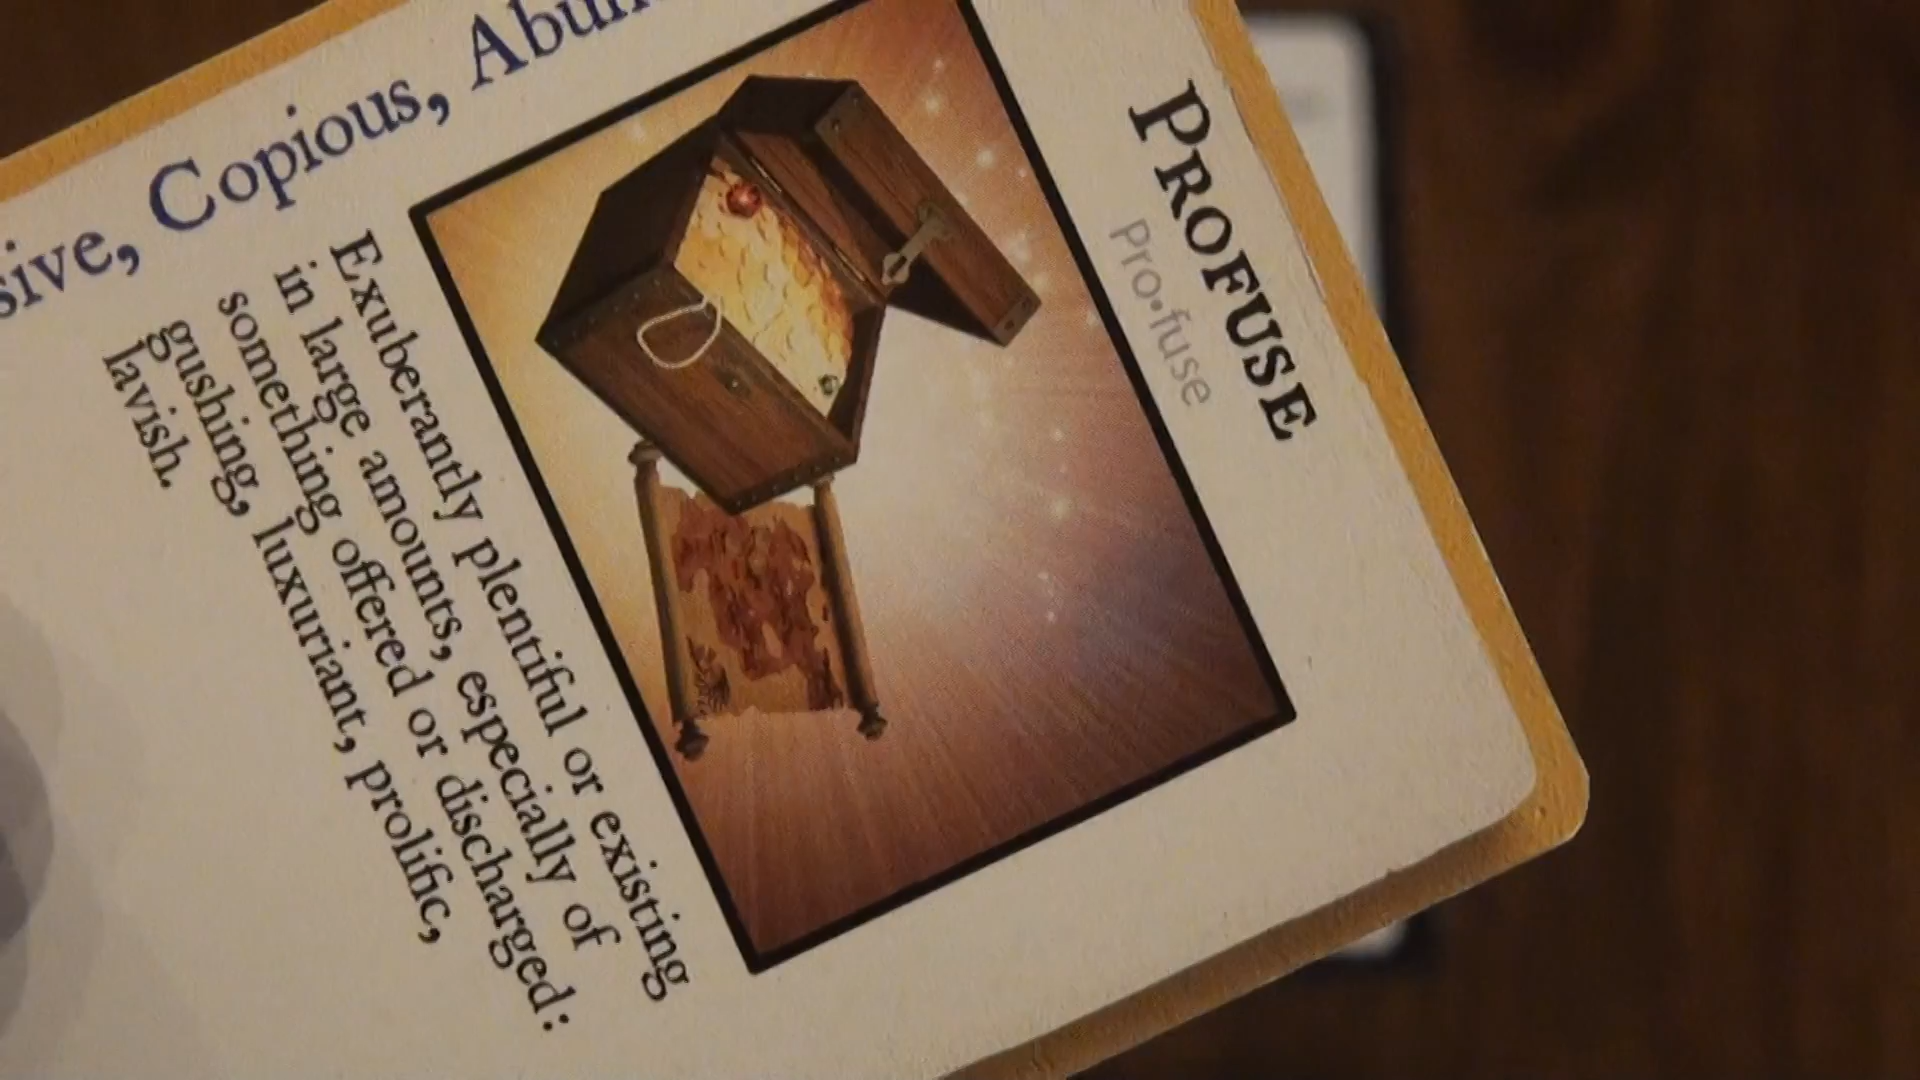 PROFUSE
Pro•fuse
Exuberantly plentiful or existing
in large amounts, especially of
something offered or discharged:
gushing, luxuriant, prolific,
lavish.
Copious,